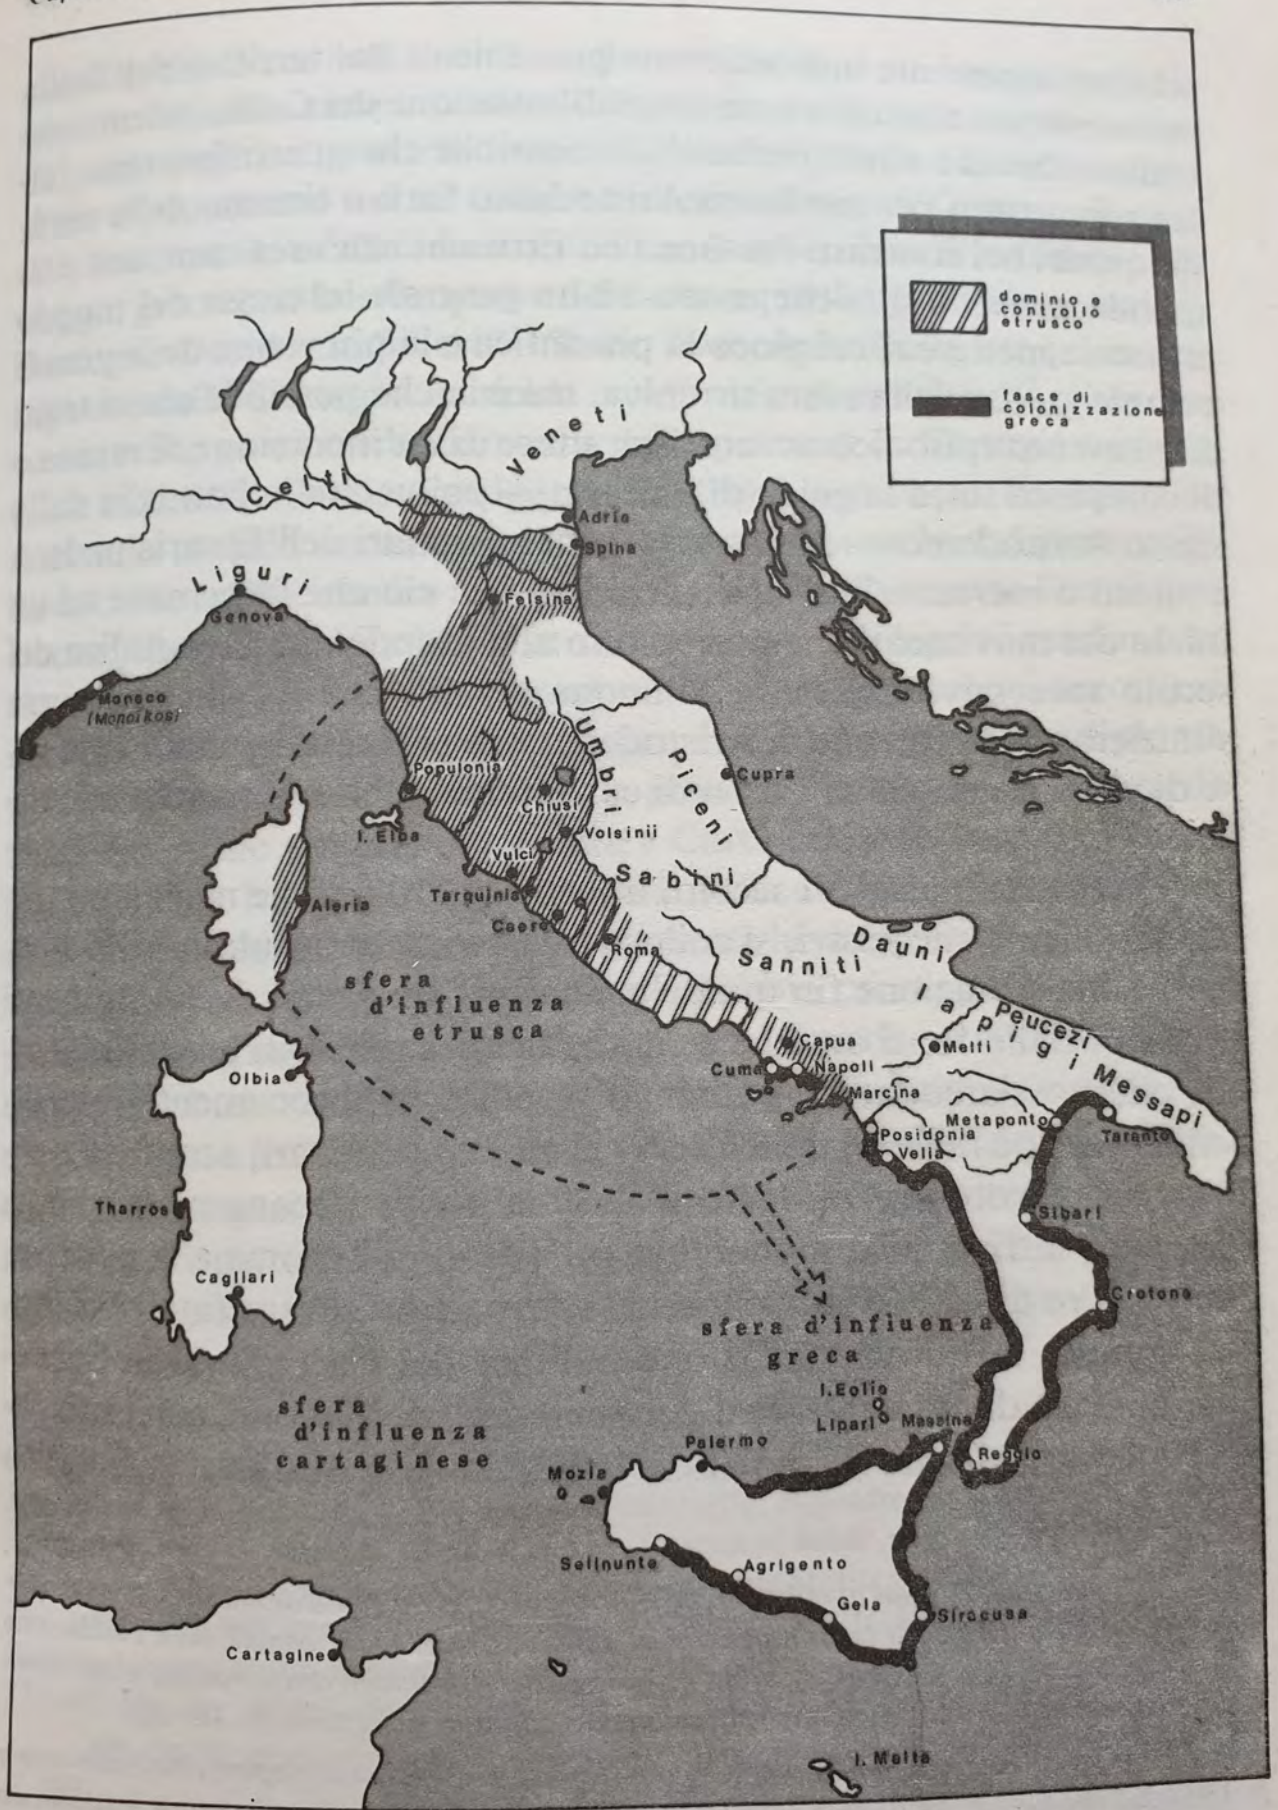 dominio e
controllo
etrusco
fasce di
colonizzazione
greca
Veneti
Celti
Adria
Spina
Liguri
Genova
Felsina
Monaco
(Monoikos)
Umbri
Piceni
Populonia
Cupra
Chiusi
I. Elba
Volsinii
Vulci
Sabini
Tarquinia
Aleria
Caere
Roma
Dauni
Sanniti
sfera
d'influenza
etrusca
Iapigi
Peucezi
Capua
Melfi
Messapi
Olbia
Cuma
Napoli
Marcina
Metaponto
Taranto
Posidonia
Velia
Tharros
Sibari
Cagliari
Crotone
sfera d'influenza
greca
I. Eolie
Lipari
Messina
sfera
d'influenza
cartaginese
Palermo
Reggio
Mozia
Selinunte
Agrigento
Gela
Siracusa
Cartagine
I. Malta